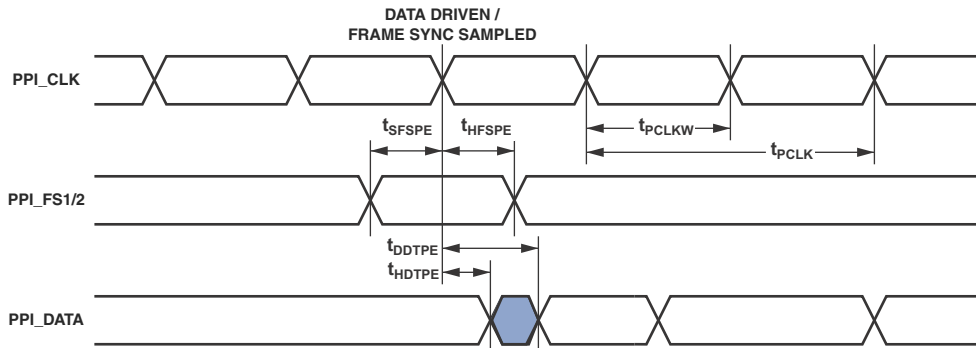 DATA DRIVEN /
FRAME SYNC SAMPLED
PPI_CLK
tSFSPE
tHFSPE
tPCLKW
tPCLK
PPI_FS1/2
tDDTPE
tHDTPE
PPI_DATA